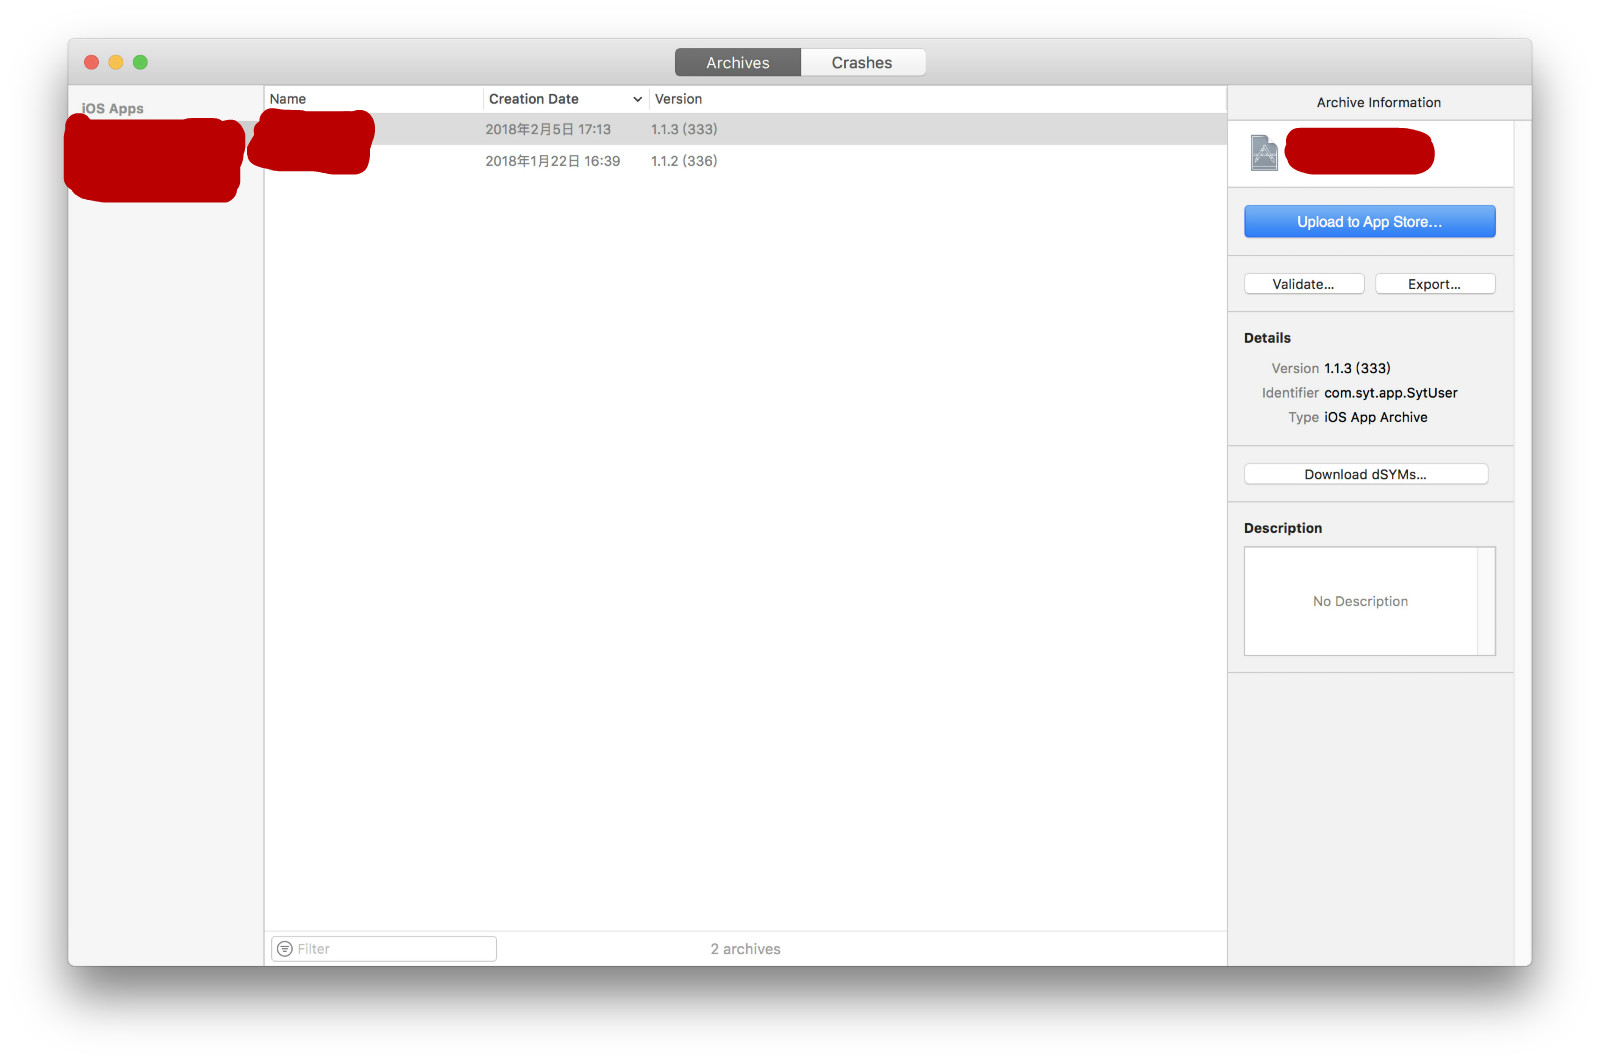 Archives Crashes
iOS Apps
Name Creation Date Version
2018年2月5日 17:13 1.1.3 (333)
2018年1月22日 16:39 1.1.2 (336)
Filter
2 archives
Archive Information
Upload to App Store...
Validate... Export...
Details
Version 1.1.3 (333)
Identifier com.syt.app.SytUser
Type iOS App Archive
Download dSYMs...
Description
No Description